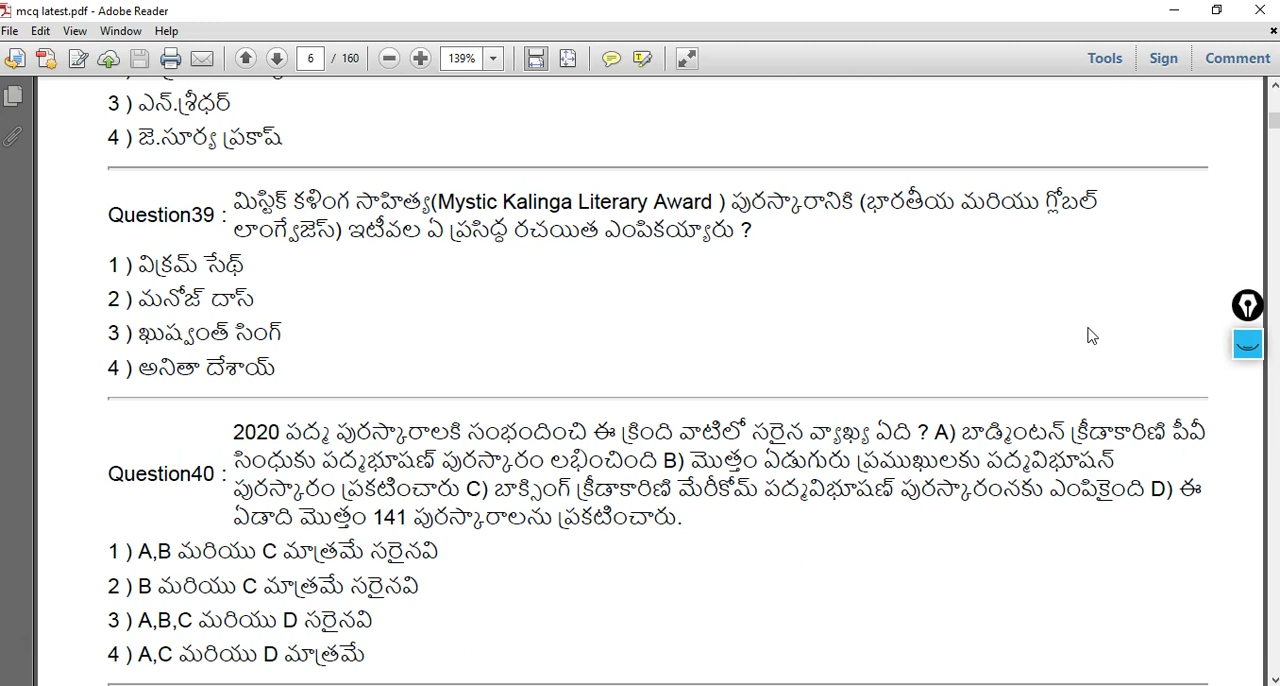 mcq latest.pdf - Adobe Reader
File Edit View Window Help
6 / 160 139% Tools Sign Comment
3 ) ఎన్.శ్రీధర్
4 ) జె.సూర్య ప్రకాష్
Question39 : మిస్టిక్ కళింగ సాహిత్య(Mystic Kalinga Literary Award ) పురస్కారానికి (భారతీయ మరియు గ్లోబల్
లాంగ్వేజెస్) ఇటీవల ఏ ప్రసిద్ధ రచయిత ఎంపికయ్యారు ?
1 ) విక్రమ్ సేథ్
2 ) మనోజ్ దాస్
3 ) ఖుష్వంత్ సింగ్
4 ) అనితా దేశాయ్
Question40 : 2020 పద్మ పురస్కారాలకి సంభందించి ఈ క్రింది వాటిలో సరైన వ్యాఖ్య ఏది ? A) బాడ్మింటన్ క్రీడాకారిణి పీవీ
సింధుకు పద్మభూషణ్ పురస్కారం లభించింది B) మొత్తం ఏడుగురు ప్రముఖులకు పద్మవిభూషన్
పురస్కారం ప్రకటించారు C) బాక్సింగ్ క్రీడాకారిణి మేరీకోమ్ పద్మవిభూషణ్ పురస్కారంనకు ఎంపికైంది D) ఈ
ఏడాది మొత్తం 141 పురస్కారాలను ప్రకటించారు.
1 ) A,B మరియు C మాత్రమే సరైనవి
2 ) B మరియు C మాత్రమే సరైనవి
3 ) A,B,C మరియు D సరైనవి
4 ) A,C మరియు D మాత్రమే